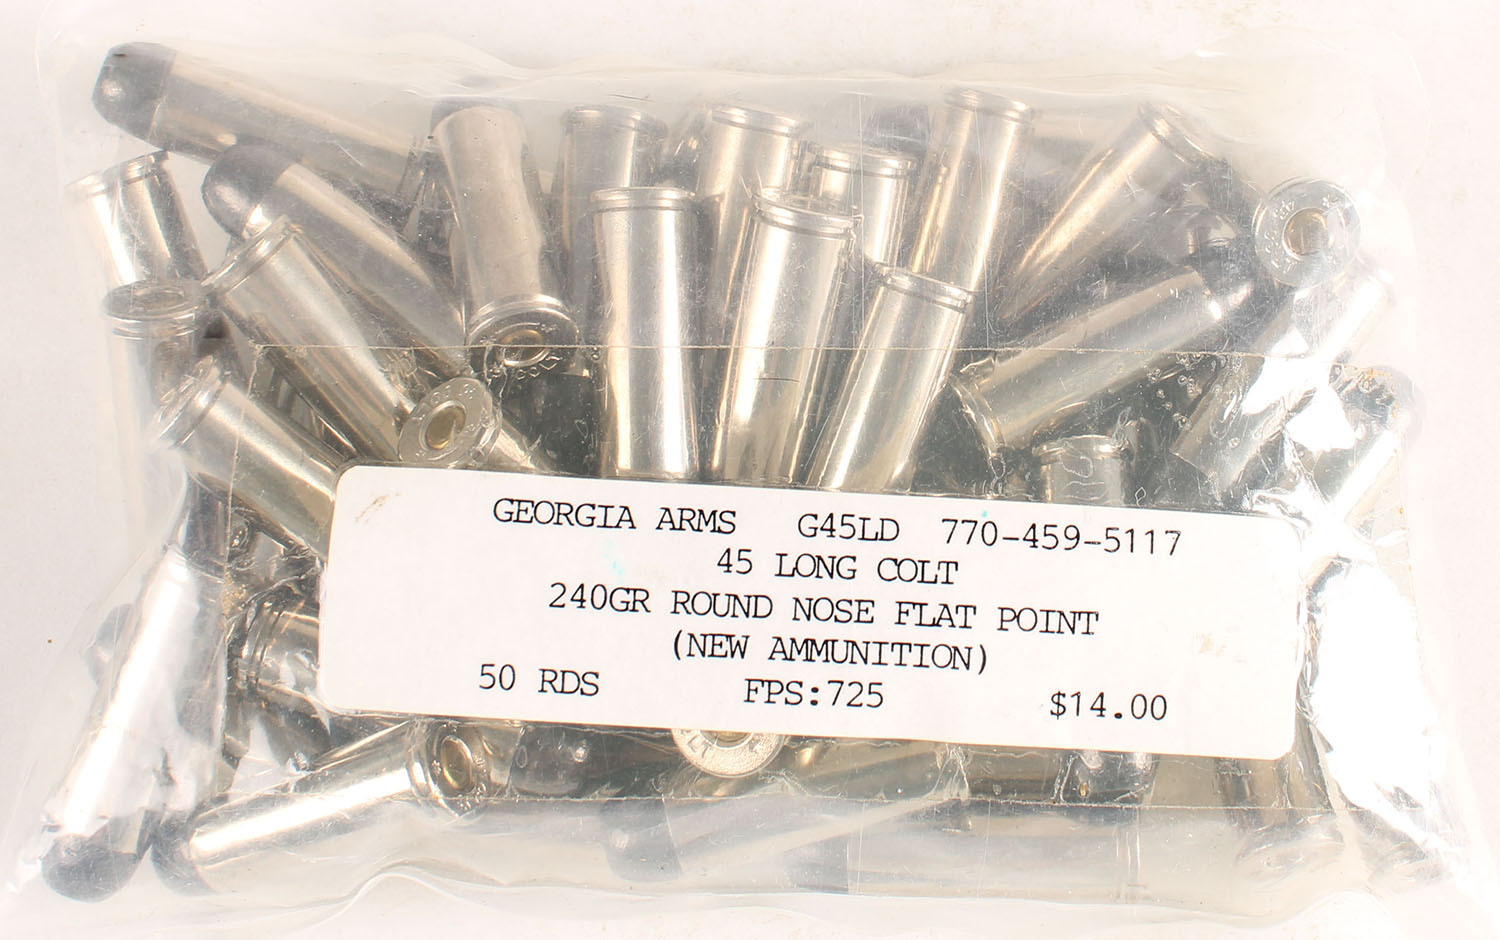 GEORGIA ARMS G45LD 770-459-5117
45 LONG COLT
240GR ROUND NOSE FLAT POINT
(NEW AMMUNITION)
50 RDS FPS:725 $14.00